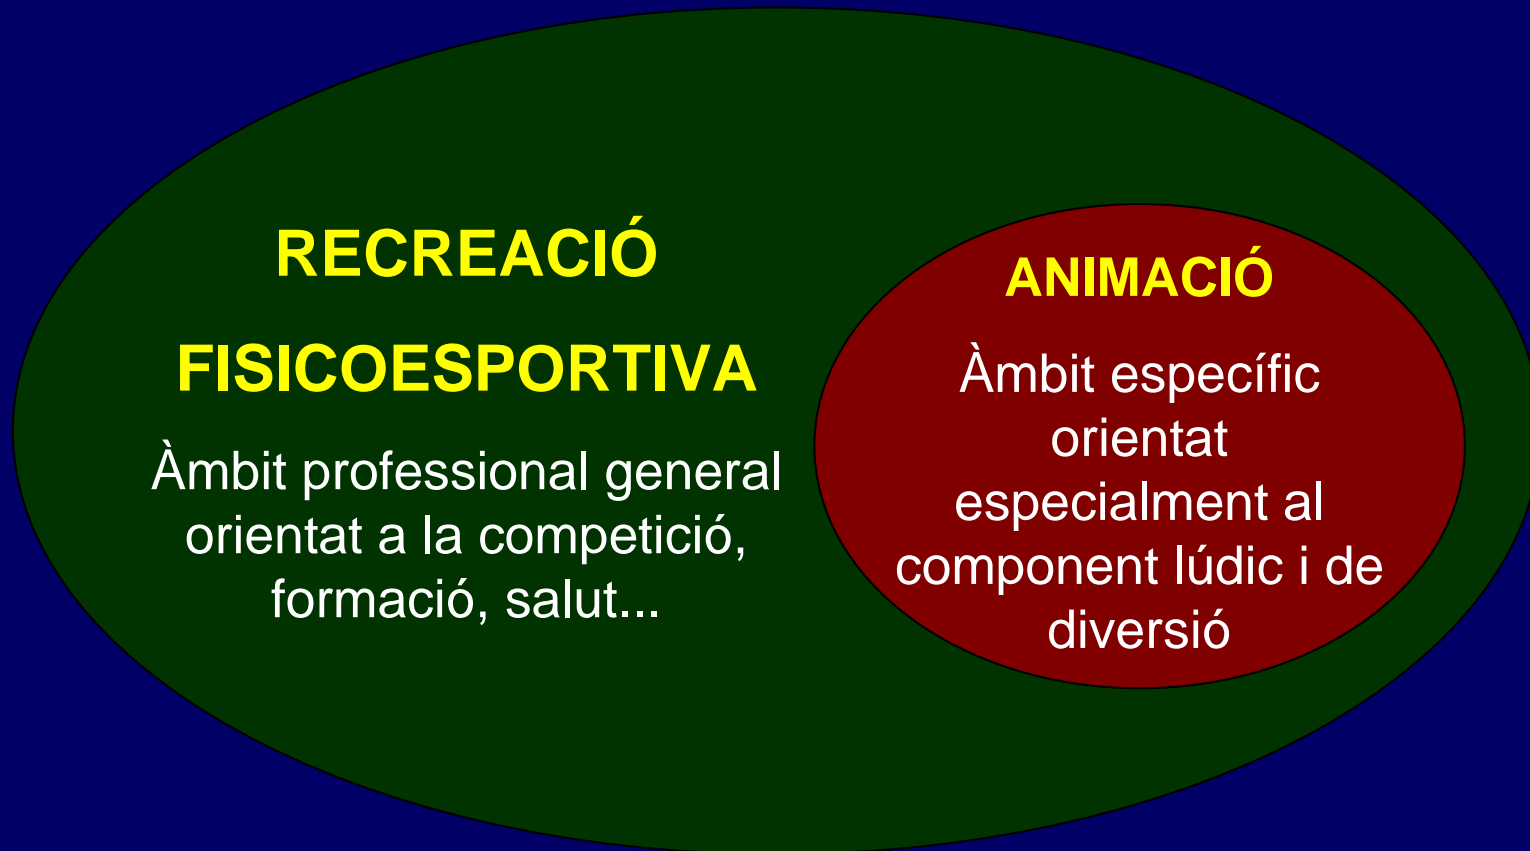 RECREACIÓ
FISICOESPORTIVA
Àmbit professional general
orientat a la competició,
formació, salut...
ANIMACIÓ
Àmbit específic
orientat
especialment al
component lúdic i de
diversió